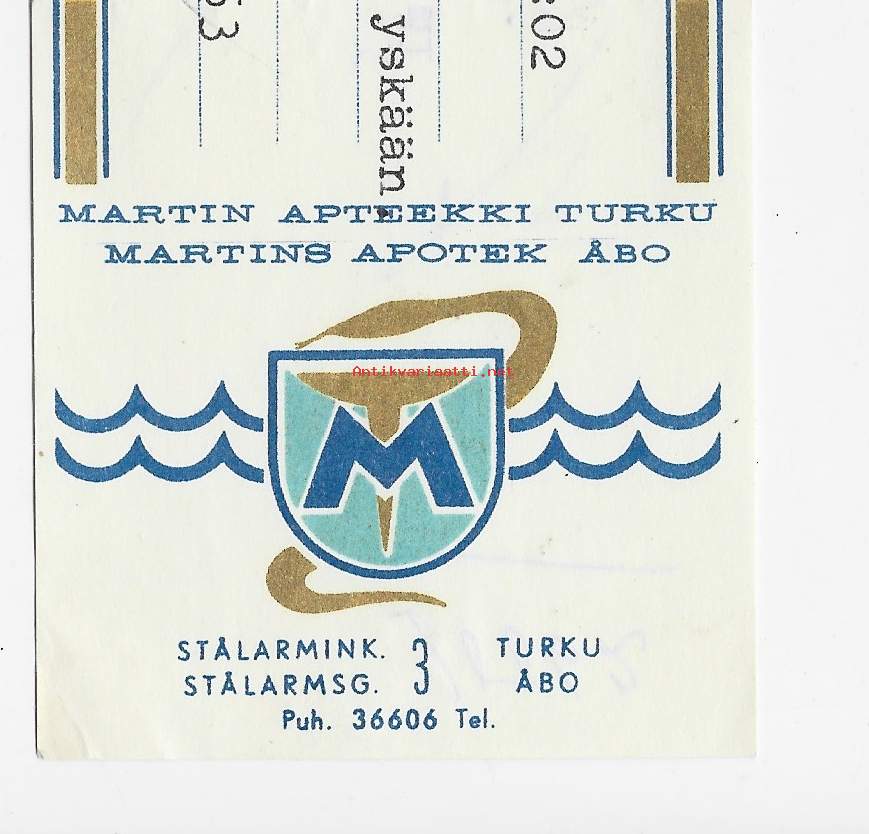 :02
yskään.
53
MARTIN APTEEKKI TURKU
MARTINS APOTEK ÅBO
Antikvariaatti.net
M
STÅLARMINK. 3 TURKU
STÅLARMSG. ÅBO
Puh. 36606 Tel.